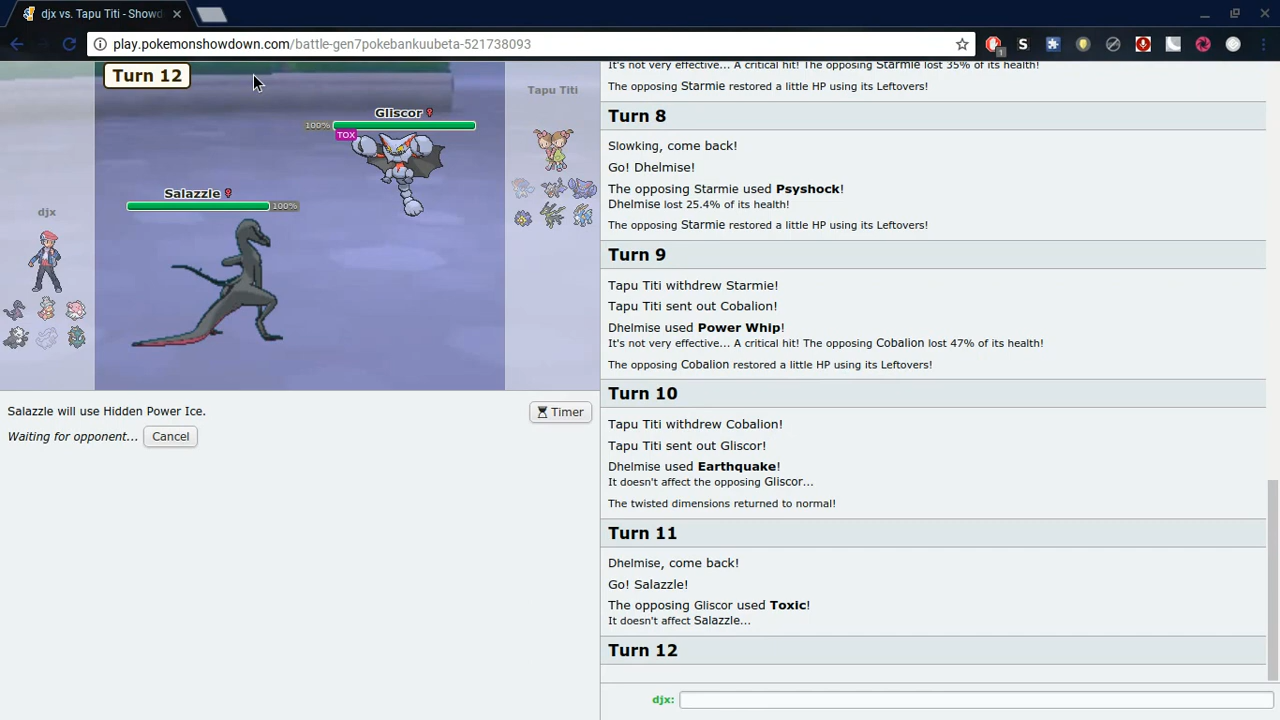 djx vs. Tapu Titi - Showd
play.pokemonshowdown.com/battle-gen7pokebankuubeta-521738093
Turn 12
Tapu Titi
Gliscor
100%
TOX
Salazzle
100%
djx
Salazzle will use Hidden Power Ice.
Timer
Waiting for opponent... Cancel
It's not very effective... A critical hit! The opposing Starmie lost 35% of its health!
The opposing Starmie restored a little HP using its Leftovers!
Turn 8
Slowking, come back!
Go! Dhelmise!
The opposing Starmie used Psyshock!
Dhelmise lost 25.4% of its health!
The opposing Starmie restored a little HP using its Leftovers!
Turn 9
Tapu Titi withdrew Starmie!
Tapu Titi sent out Cobalion!
Dhelmise used Power Whip!
It's not very effective... A critical hit! The opposing Cobalion lost 47% of its health!
The opposing Cobalion restored a little HP using its Leftovers!
Turn 10
Tapu Titi withdrew Cobalion!
Tapu Titi sent out Gliscor!
Dhelmise used Earthquake!
It doesn't affect the opposing Gliscor...
The twisted dimensions returned to normal!
Turn 11
Dhelmise, come back!
Go! Salazzle!
The opposing Gliscor used Toxic!
It doesn't affect Salazzle...
Turn 12
djx: